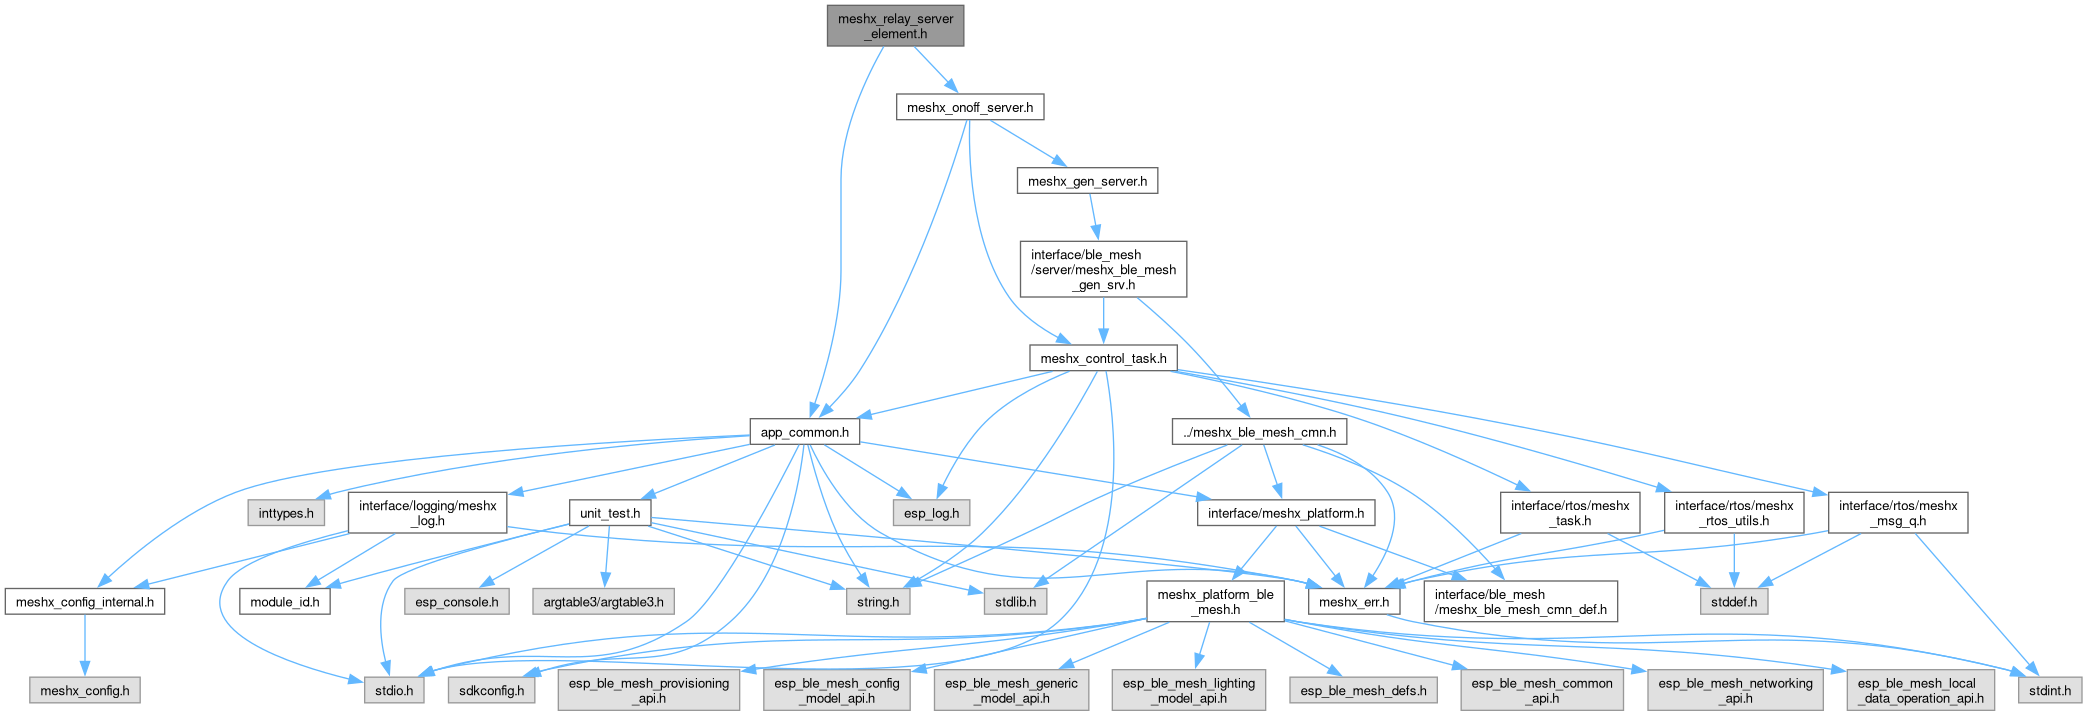 meshx_relay_server
_element.h
meshx_onoff_server.h
meshx_gen_server.h
interface/ble_mesh
/server/meshx_ble_mesh
_gen_srv.h
meshx_control_task.h
app_common.h
../meshx_ble_mesh_cmn.h
inttypes.h
interface/logging/meshx
_log.h
unit_test.h
esp_log.h
interface/meshx_platform.h
interface/rtos/meshx
_task.h
interface/rtos/meshx
_rtos_utils.h
interface/rtos/meshx
_msg_q.h
meshx_config_internal.h
module_id.h
esp_console.h
argtable3/argtable3.h
string.h
stdlib.h
meshx_platform_ble
_mesh.h
meshx_err.h
interface/ble_mesh
/meshx_ble_mesh_cmn_def.h
stddef.h
meshx_config.h
stdio.h
sdkconfig.h
esp_ble_mesh_provisioning
_api.h
esp_ble_mesh_config
_model_api.h
esp_ble_mesh_generic
_model_api.h
esp_ble_mesh_lighting
_model_api.h
esp_ble_mesh_defs.h
esp_ble_mesh_common
_api.h
esp_ble_mesh_networking
_api.h
esp_ble_mesh_local
_data_operation_api.h
stdint.h